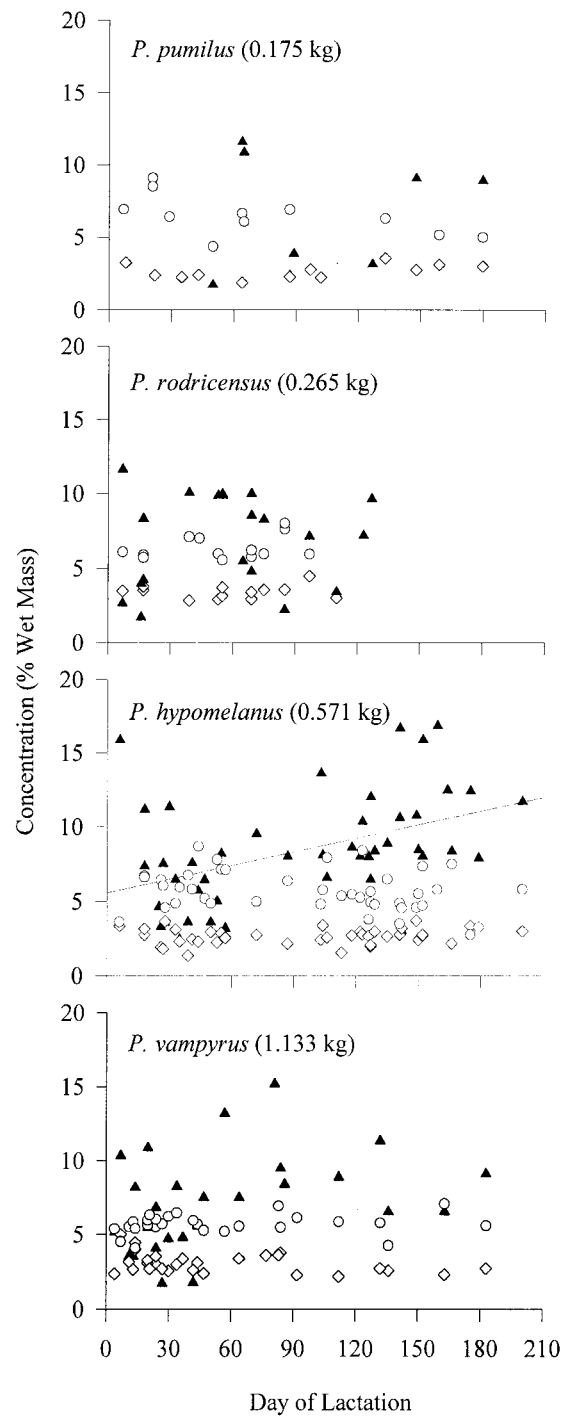 20
P. pumilus (0.175 kg)
15
10
5
0
20
P. rodricensus (0.265 kg)
15
10
5
0
Concentration (% Wet Mass)
20
P. hypomelanus (0.571 kg)
15
10
5
0
20
P. vampyrus (1.133 kg)
15
10
5
0
0 30 60 90 120 150 180 210
Day of Lactation